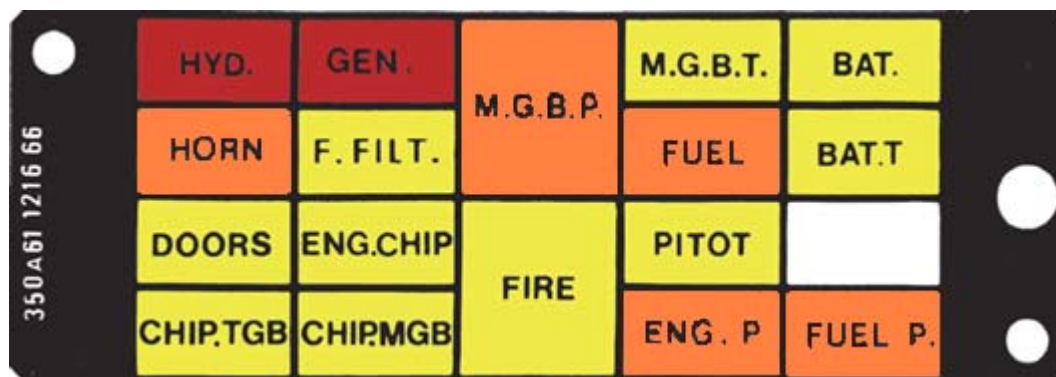 HYD. GEN. M.G.B.P. M.G.B.T. BAT.
HORN F.FILT. FUEL BAT.T
DOORS ENG.CHIP FIRE PITOT
CHIP.TGB CHIP.MGB ENG. P FUEL P.
350A61 1216 66